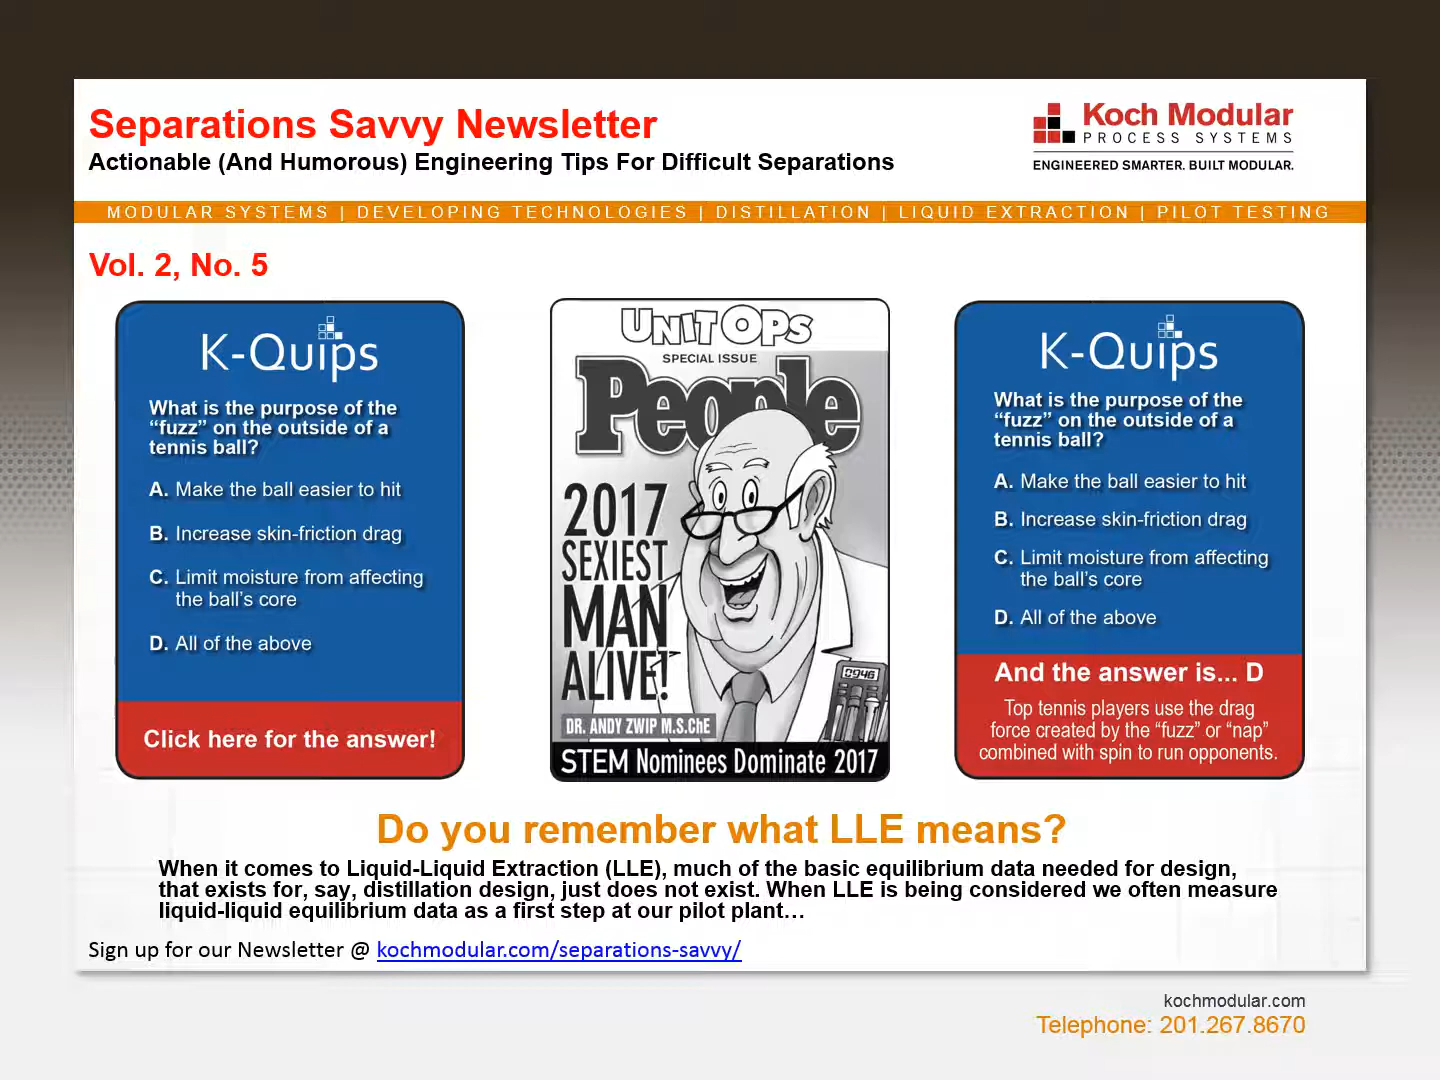 Separations Savvy Newsletter
Actionable (And Humorous) Engineering Tips For Difficult Separations
Koch Modular
PROCESS SYSTEMS
ENGINEERED SMARTER. BUILT MODULAR.
MODULAR SYSTEMS | DEVELOPING TECHNOLOGIES | DISTILLATION | LIQUID EXTRACTION | PILOT TESTING
Vol. 2, No. 5
K-Quips
What is the purpose of the
“fuzz” on the outside of a
tennis ball?
A. Make the ball easier to hit
B. Increase skin-friction drag
C. Limit moisture from affecting
the ball’s core
D. All of the above
Click here for the answer!
UNIT OPS
SPECIAL ISSUE
People
2017
SEXIEST
MAN
ALIVE!
0946
DR. ANDY ZWIP M.S.ChE
STEM Nominees Dominate 2017
K-Quips
What is the purpose of the
“fuzz” on the outside of a
tennis ball?
A. Make the ball easier to hit
B. Increase skin-friction drag
C. Limit moisture from affecting
the ball’s core
D. All of the above
And the answer is... D
Top tennis players use the drag
force created by the “fuzz” or “nap”
combined with spin to run opponents.
Do you remember what LLE means?
When it comes to Liquid-Liquid Extraction (LLE), much of the basic equilibrium data needed for design,
that exists for, say, distillation design, just does not exist. When LLE is being considered we often measure
liquid-liquid equilibrium data as a first step at our pilot plant…
Sign up for our Newsletter @ kochmodular.com/separations-savvy/
kochmodular.com
Telephone: 201.267.8670